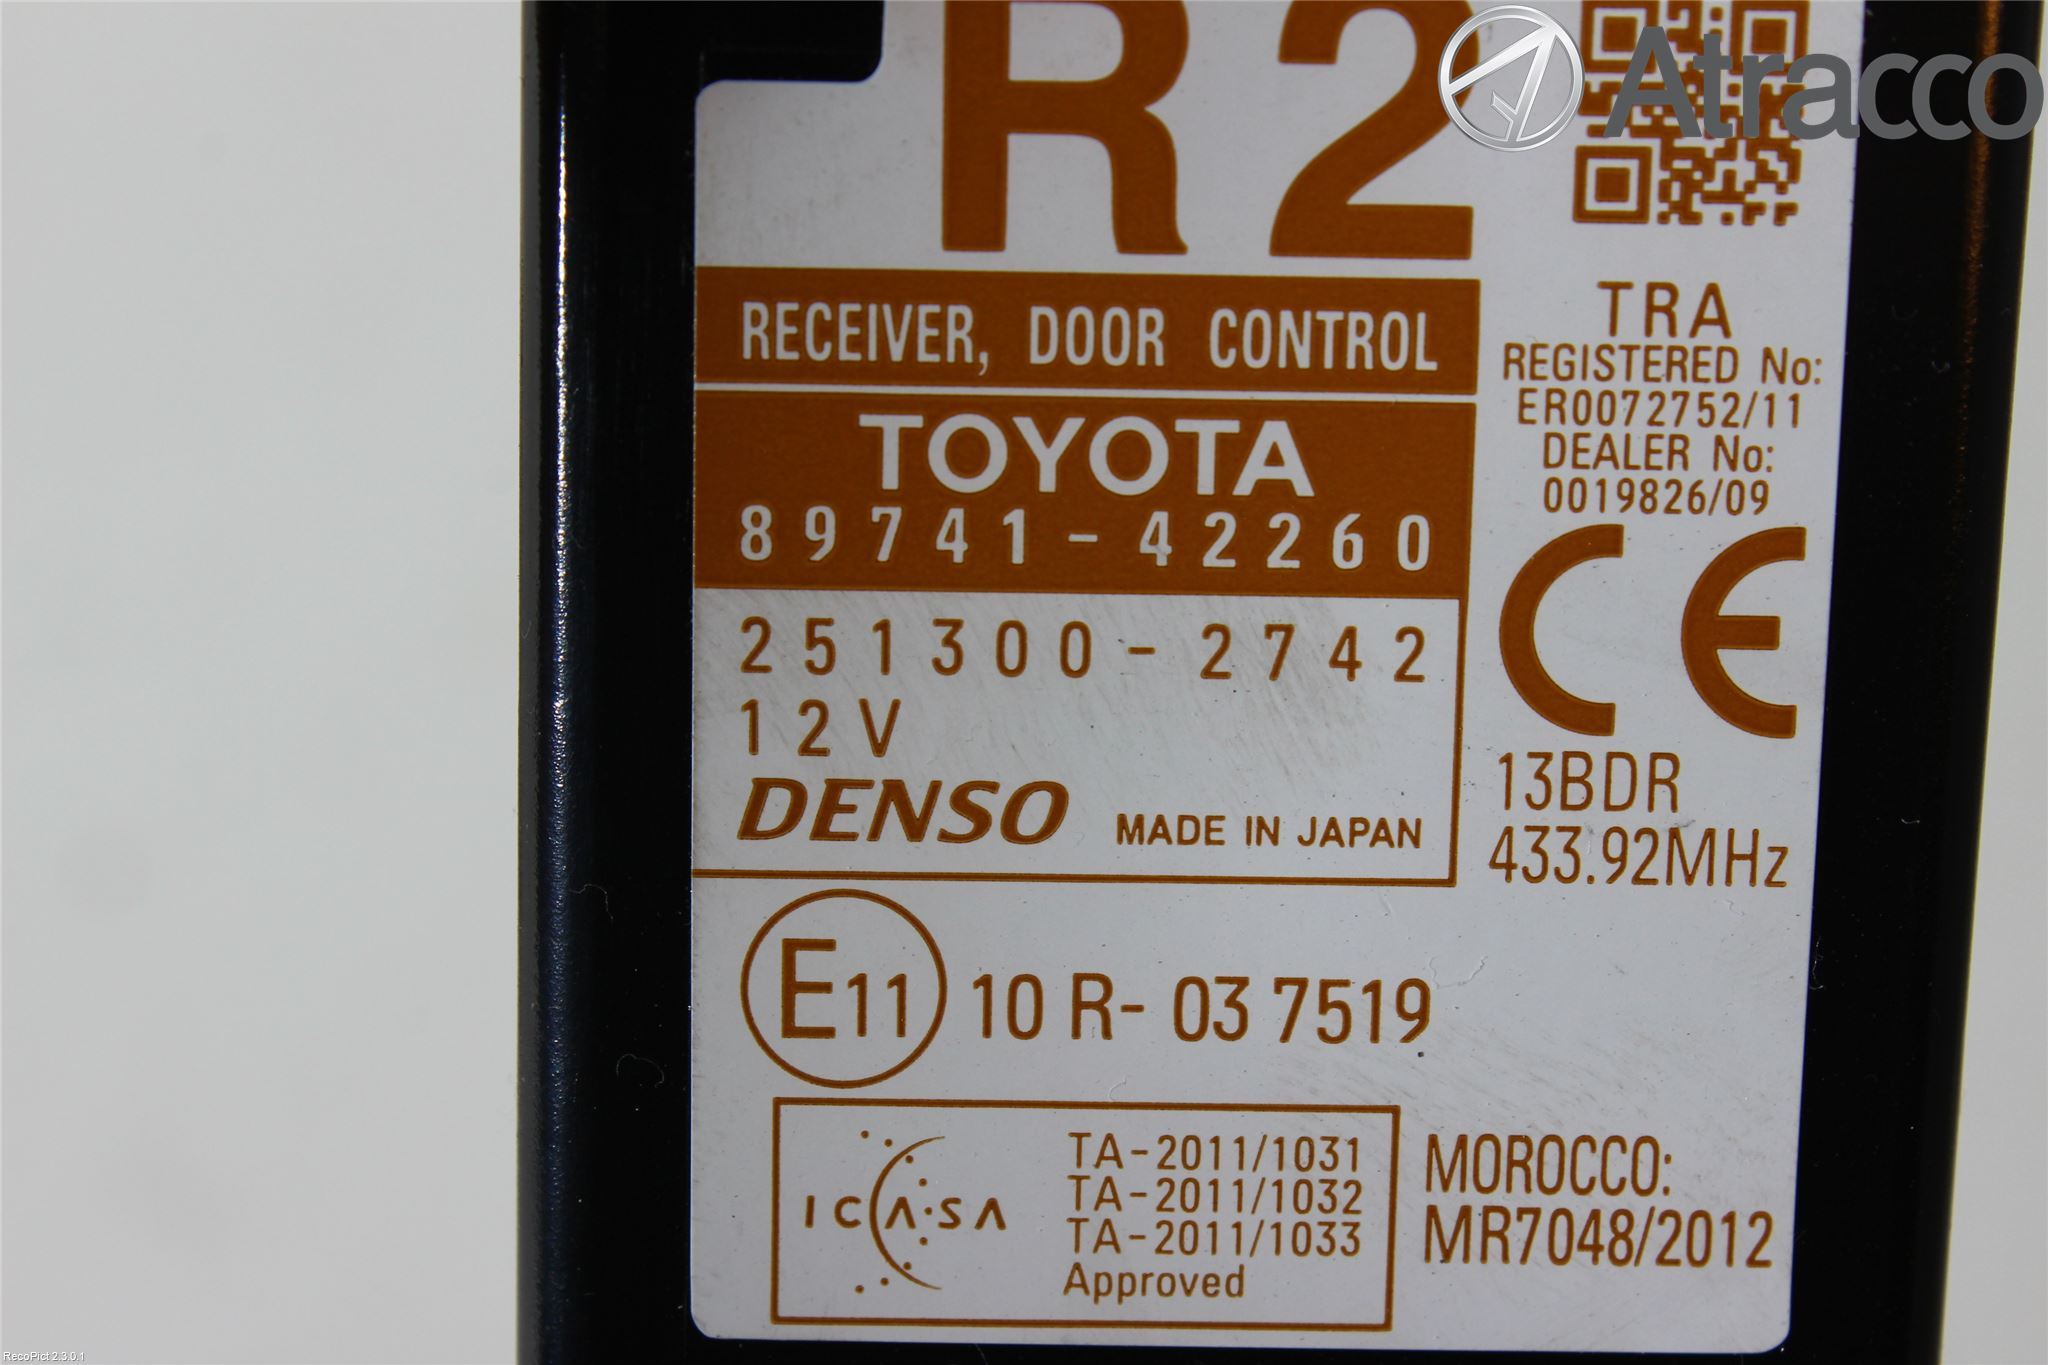 R2
Atracco
RECEIVER, DOOR CONTROL
TOYOTA
89741-42260
251300-2742
12V
DENSO MADE IN JAPAN
TRA
REGISTERED No:
ER0072752/11
DEALER No:
0019826/09
CE
13BDR
433.92MHz
E11 10 R- 03 7519
ICASA
TA-2011/1031
TA-2011/1032
TA-2011/1033
Approved
MOROCCO:
MR7048/2012
RecoPict 2.3.0.1